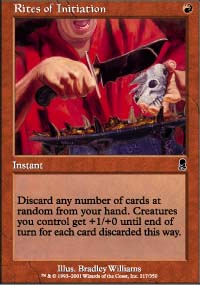 Rites of Initiation
Instant
Discard any number of cards at
random from your hand. Creatures
you control get +1/+0 until end of
turn for each card discarded this way.
Illus. Bradley Williams
™ & © 1993-2001 Wizards of the Coast, Inc. 217/350